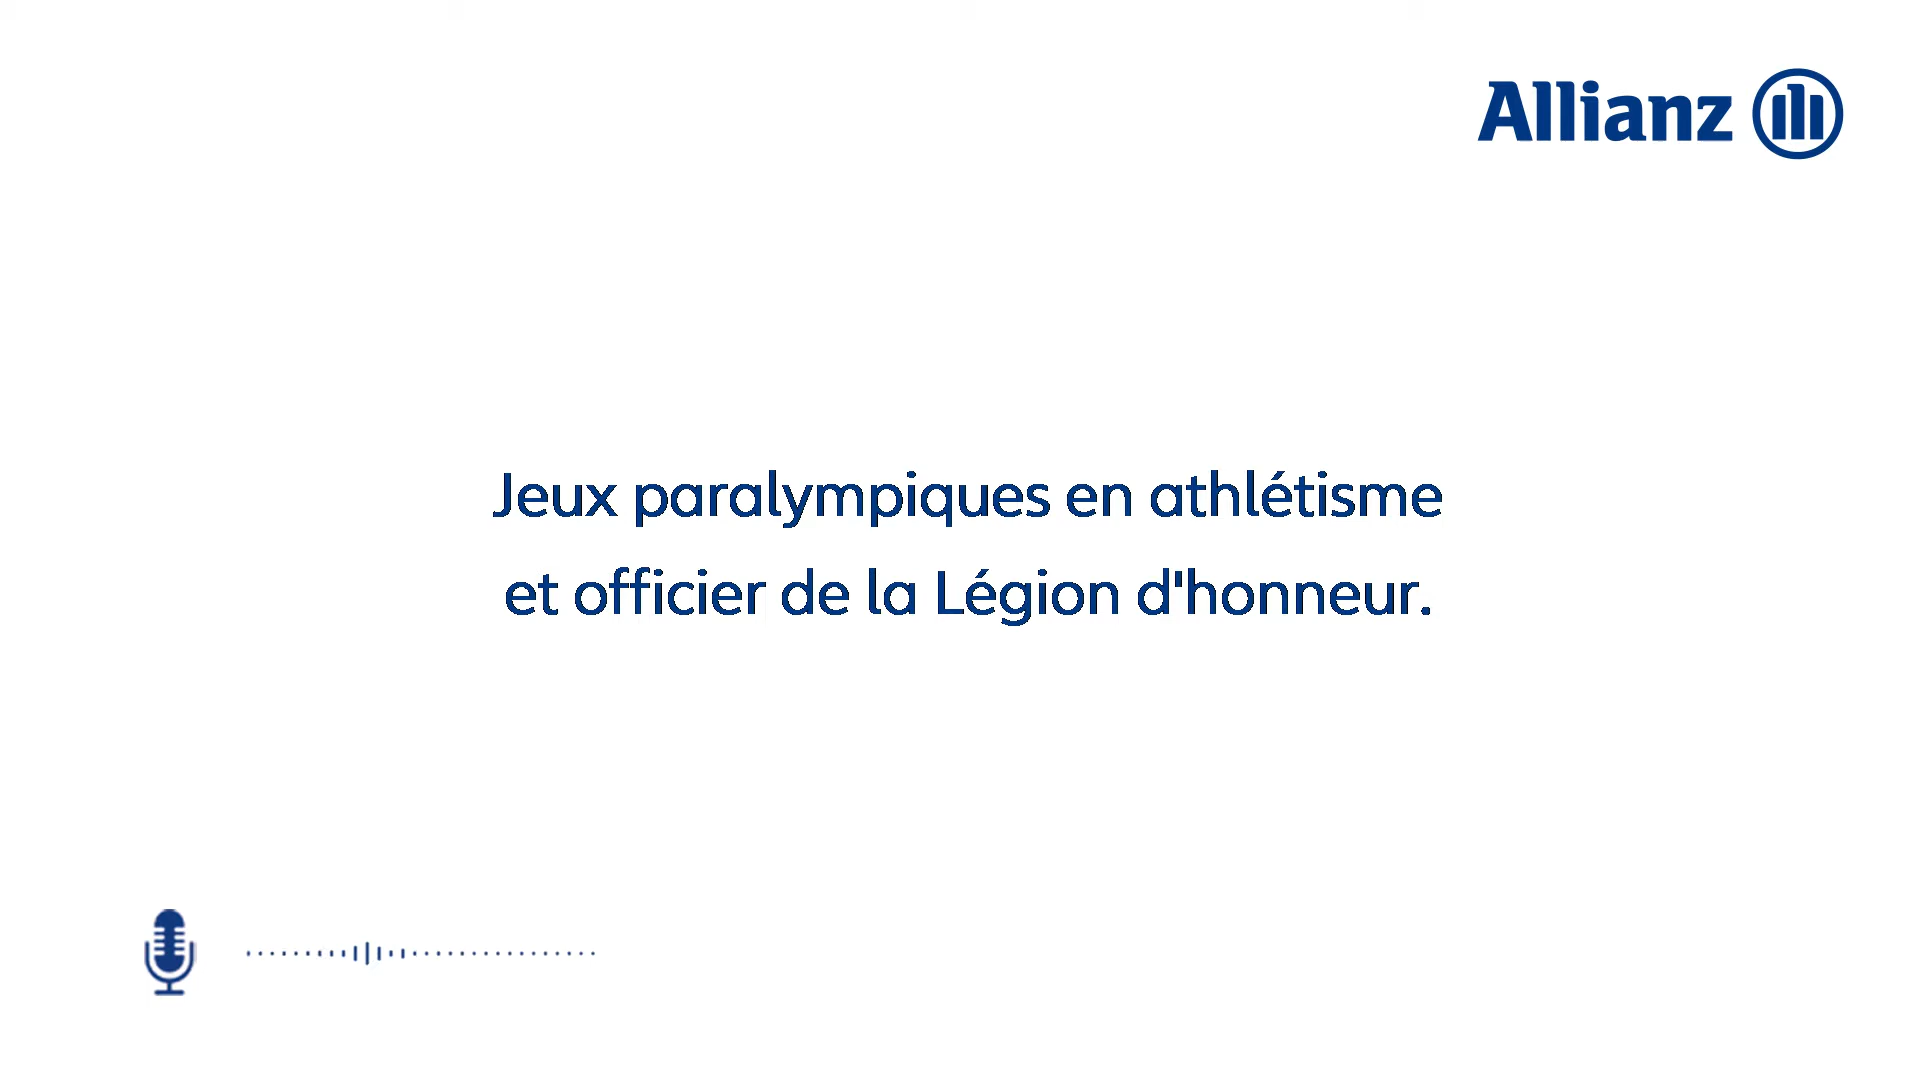 Allianz
Jeux paralympiques en athlétisme
et officier de la Légion d'honneur.